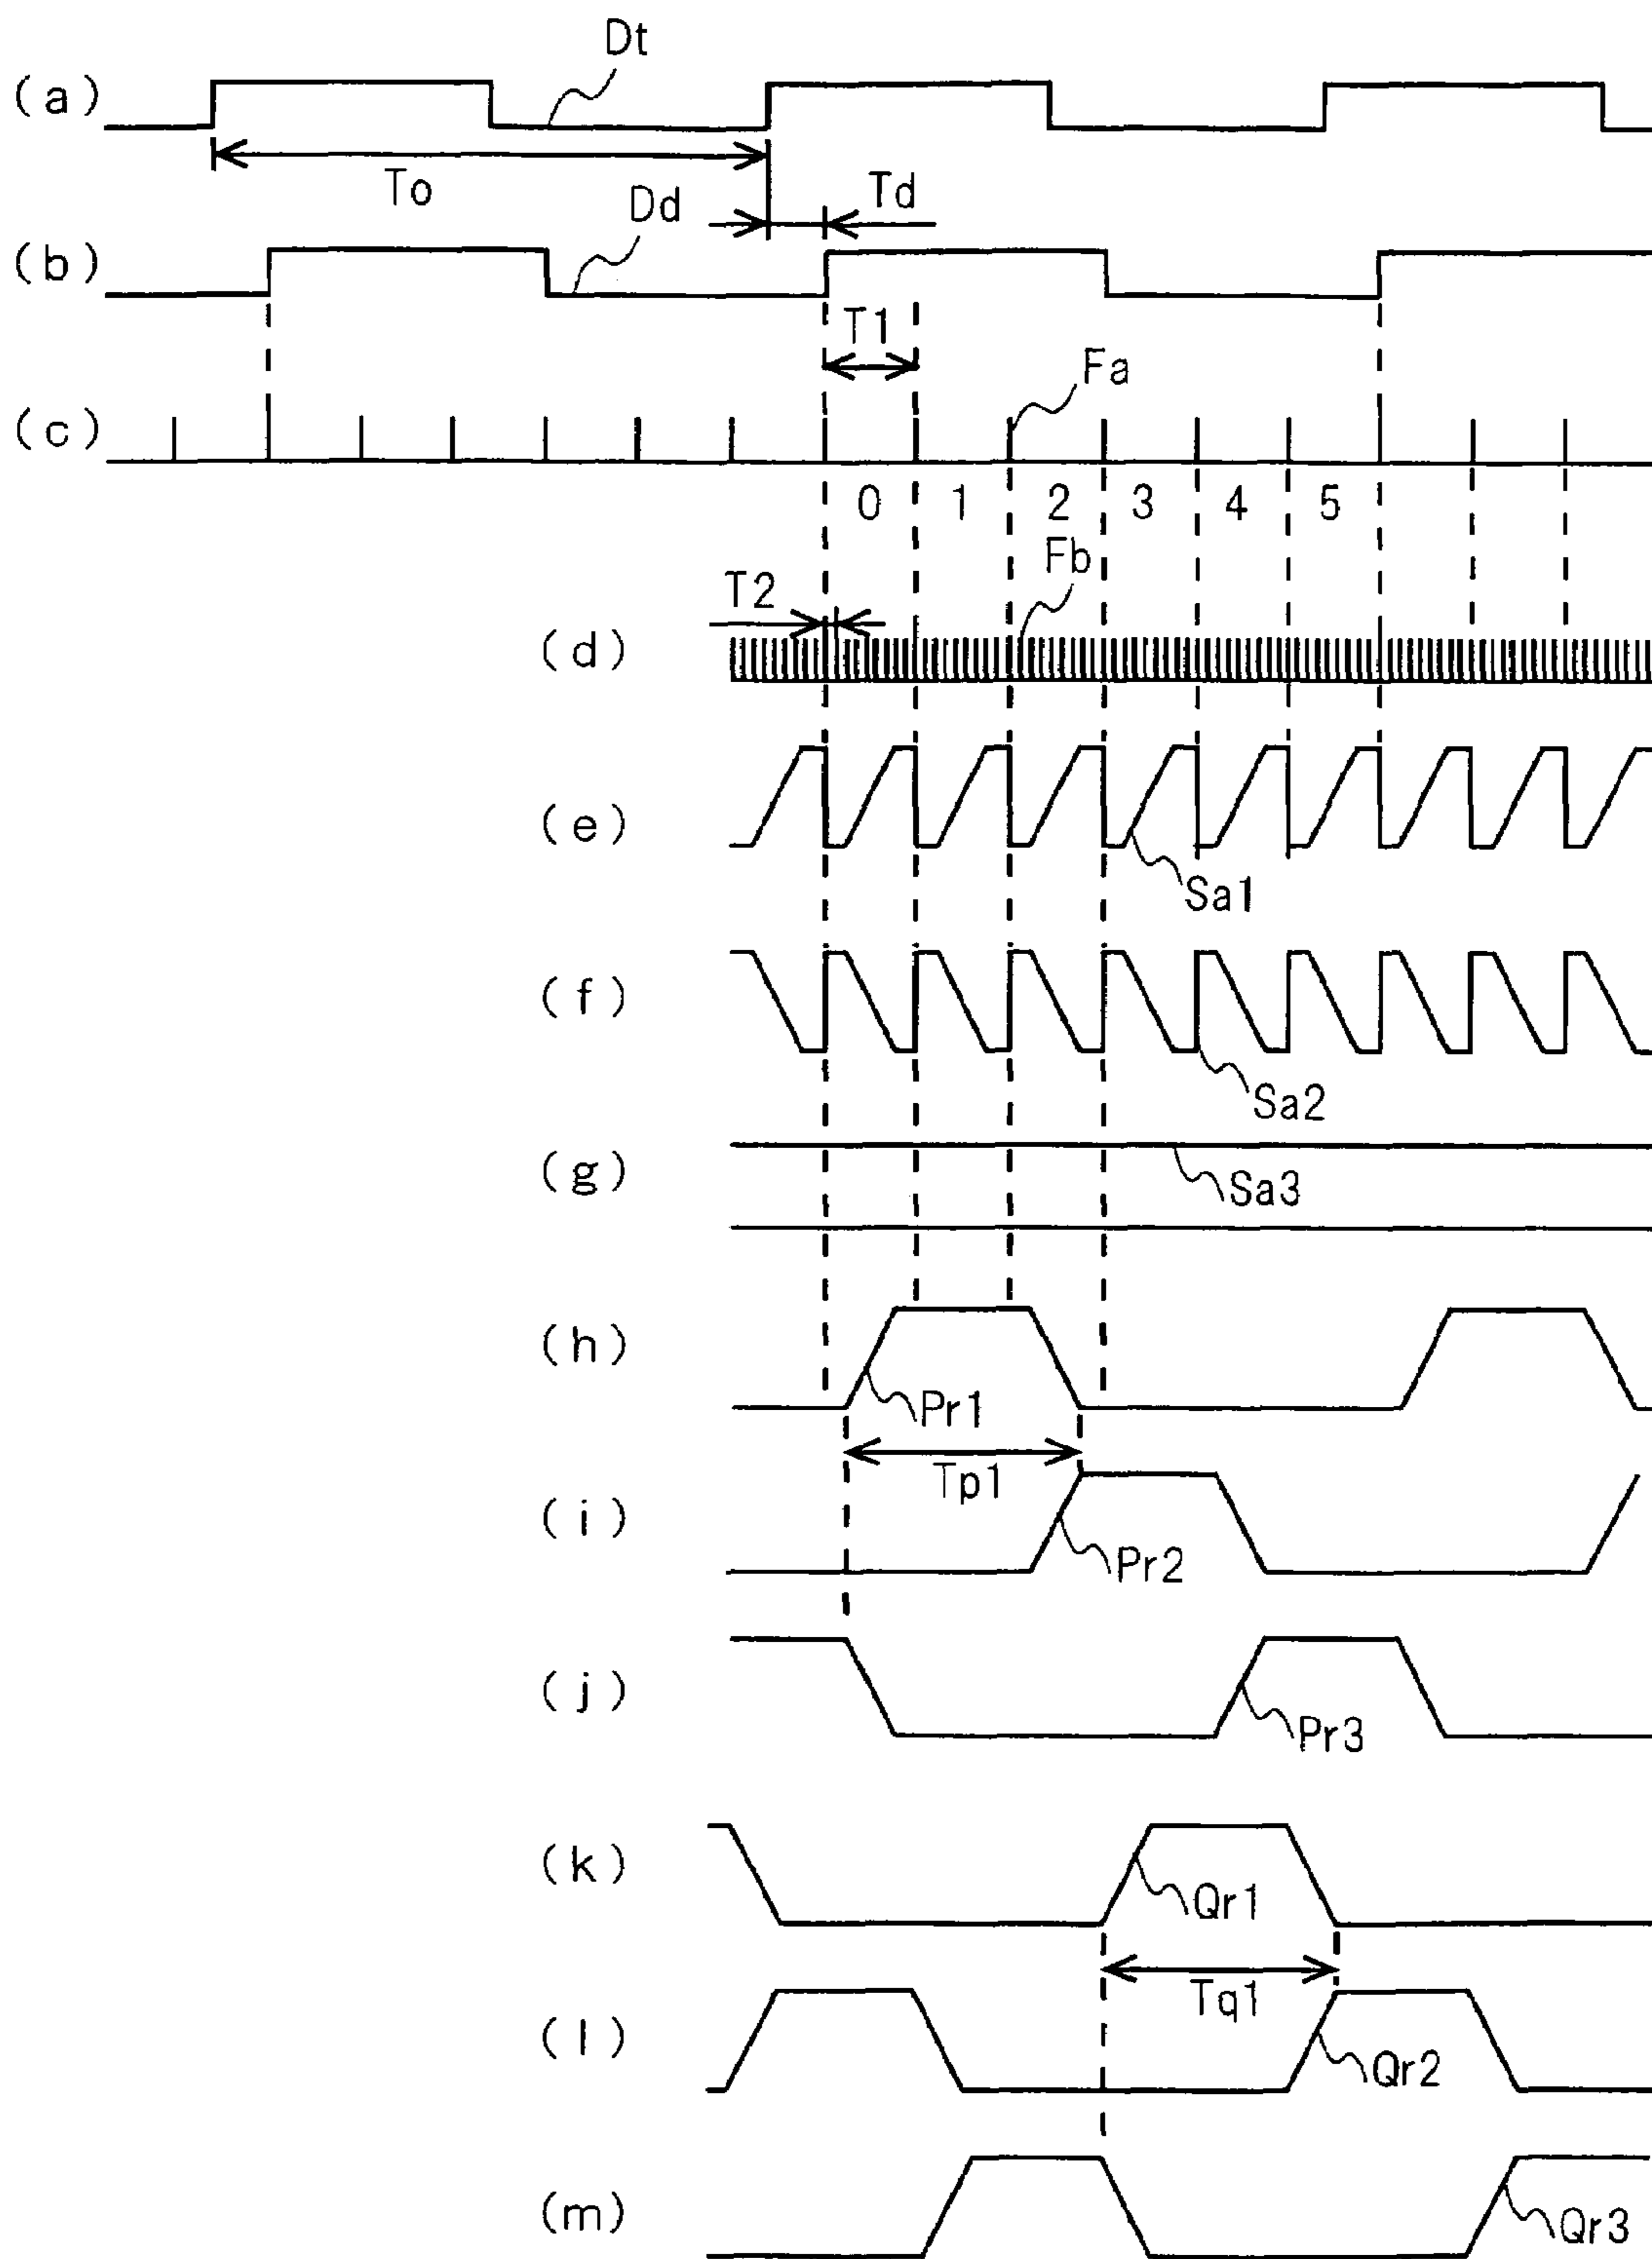 Dt
(a)
To
Td
Dd
(b)
T1
Fa
(c)
0 1 2 3 4 5
Fb
T2
(d)
(e)
Sa1
(f)
Sa2
(g)
Sa3
(h)
Pr1
Tp1
(i)
Pr2
(j)
Pr3
(k)
Qr1
Tq1
(l)
Qr2
(m)
Qr3